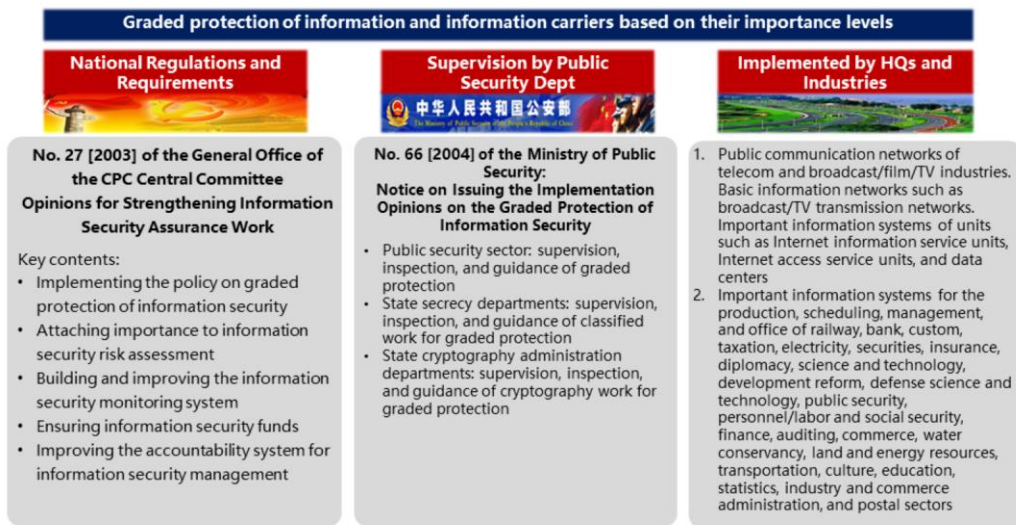 Graded protection of information and information carriers based on their importance levels
National Regulations and
Requirements
No. 27 [2003] of the General Office of
the CPC Central Committee
Opinions for Strengthening Information
Security Assurance Work
Key contents:
• Implementing the policy on graded
protection of information security
• Attaching importance to information
security risk assessment
• Building and improving the information
security monitoring system
• Ensuring information security funds
• Improving the accountability system for
information security management
Supervision by Public
Security Dept
中华人民共和国公安部
The Ministry of Public Security of the People's Republic of China
No. 66 [2004] of the Ministry of Public
Security:
Notice on Issuing the Implementation
Opinions on the Graded Protection of
Information Security
• Public security sector: supervision,
inspection, and guidance of graded
protection
• State secrecy departments: supervision,
inspection, and guidance of classified
work for graded protection
• State cryptography administration
departments: supervision, inspection,
and guidance of cryptography work for
graded protection
Implemented by HQs and
Industries
1. Public communication networks of
telecom and broadcast/film/TV industries.
Basic information networks such as
broadcast/TV transmission networks.
Important information systems of units
such as Internet information service units,
Internet access service units, and data
centers
2. Important information systems for the
production, scheduling, management,
and office of railway, bank, custom,
taxation, electricity, securities, insurance,
diplomacy, science and technology,
development reform, defense science and
technology, public security,
personnel/labor and social security,
finance, auditing, commerce, water
conservancy, land and energy resources,
transportation, culture, education,
statistics, industry and commerce
administration, and postal sectors